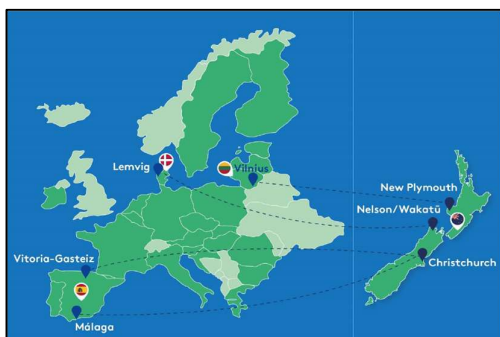 Lemvig
Vilnius
New Plymouth
Nelson/Wakatū
Vitoria-Gasteiz
Christchurch
Málaga